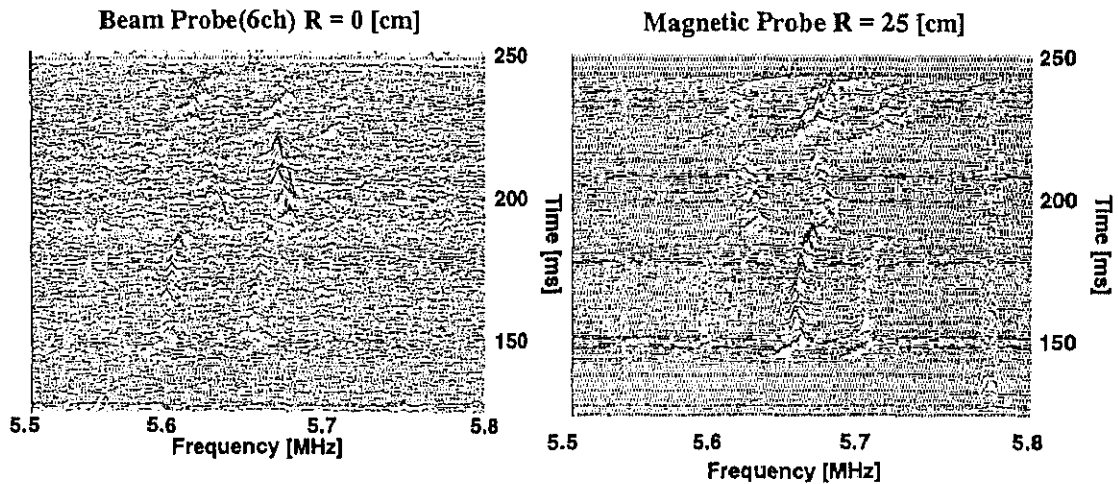 Beam Probe(6ch) R = 0 [cm]
250
200
150
Time [ms]
5.5 5.6 5.7 5.8
Frequency [MHz]
Magnetic Probe R = 25 [cm]
250
200
150
Time [ms]
5.5 5.6 5.7 5.8
Frequency [MHz]